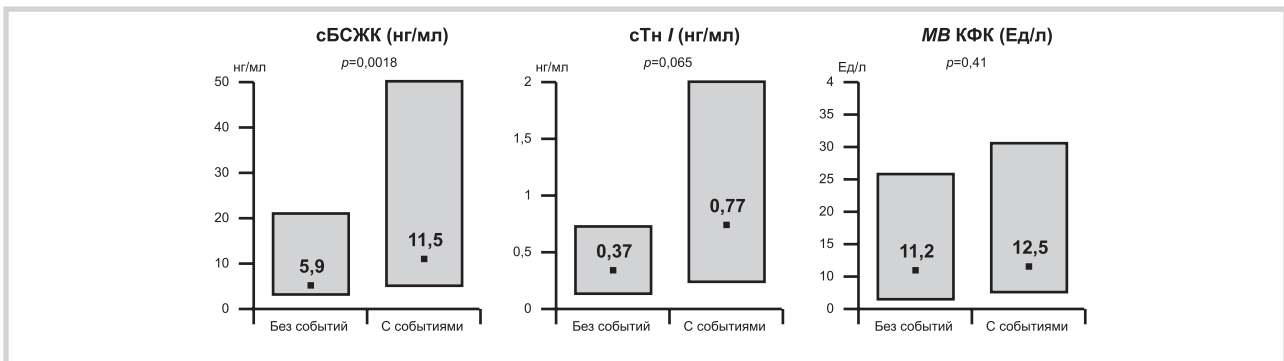 сБСЖК (нг/мл)
p=0,0018
нг/мл
50
40
30
20
10
0
5,9
11,5
Без событий
С событиями
сТн I (нг/мл)
p=0,065
нг/мл
2
1,5
1
0,5
0
0,37
0,77
Без событий
С событиями
МВ КФК (Ед/л)
p=0,41
Ед/л
4
35
30
25
20
15
10
0
11,2
12,5
Без событий
С событиями